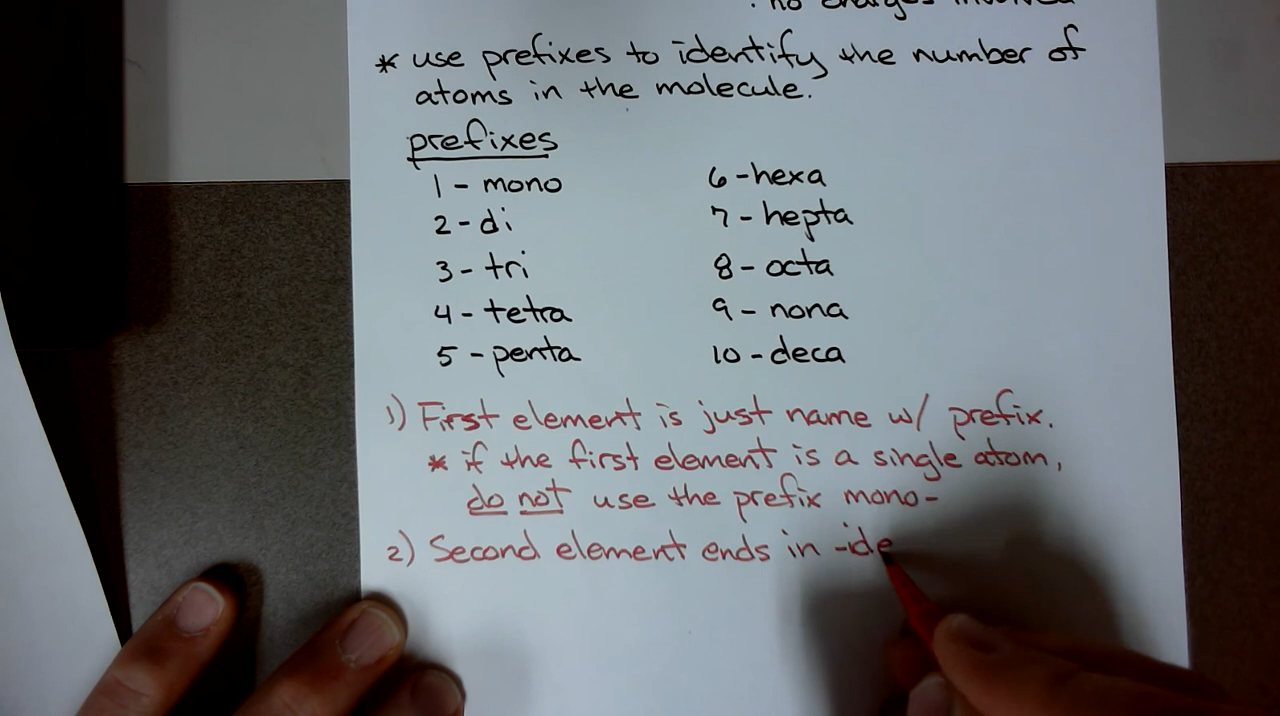 . no charges involved
* use prefixes to identify the number of
atoms in the molecule.
prefixes
1 - mono
2 - di
3 - tri
4 - tetra
5 - penta
6 - hexa
7 - hepta
8 - octa
9 - nona
10 - deca
1) First element is just name w/ prefix.
* if the first element is a single atom,
do not use the prefix mono-
2) Second element ends in -ide